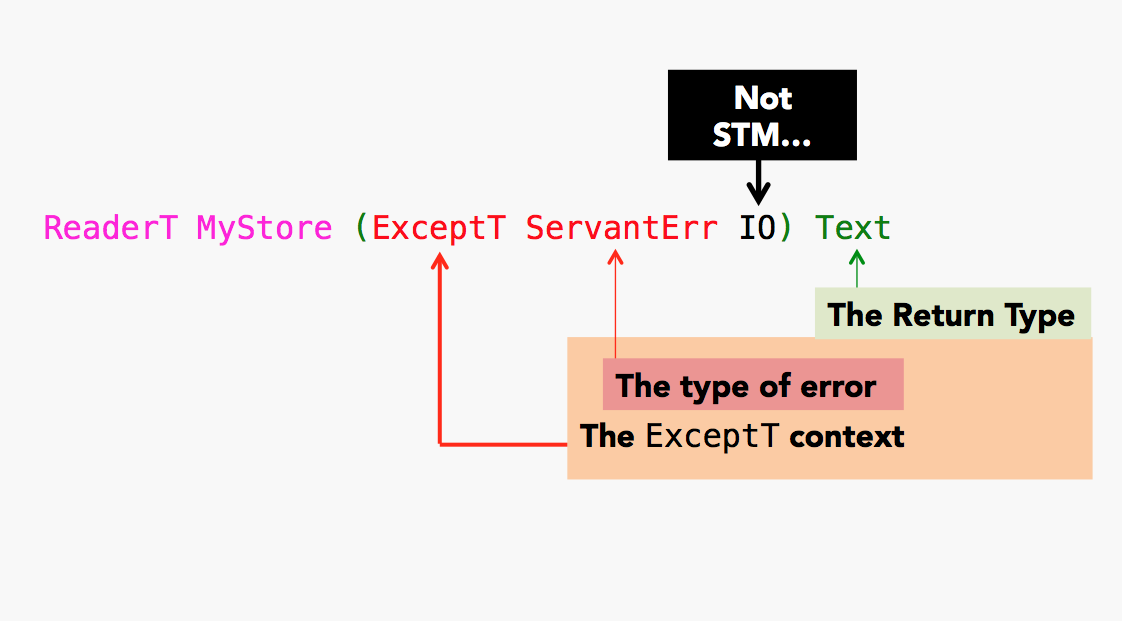 Not
STM...
ReaderT MyStore (ExceptT ServantErr IO) Text
The Return Type
The type of error
The ExceptT context